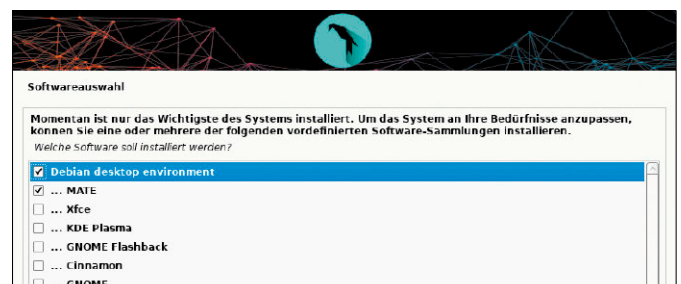 Softwareauswahl
Momentan ist nur das Wichtigste des Systems installiert. Um das System an Ihre Bedürfnisse anzupassen,
können Sie eine oder mehrere der folgenden vordefinierten Software-Sammlungen installieren.
Welche Software soll installiert werden?
Debian desktop environment
... MATE
... Xfce
... KDE Plasma
... GNOME Flashback
... Cinnamon
... GNOME